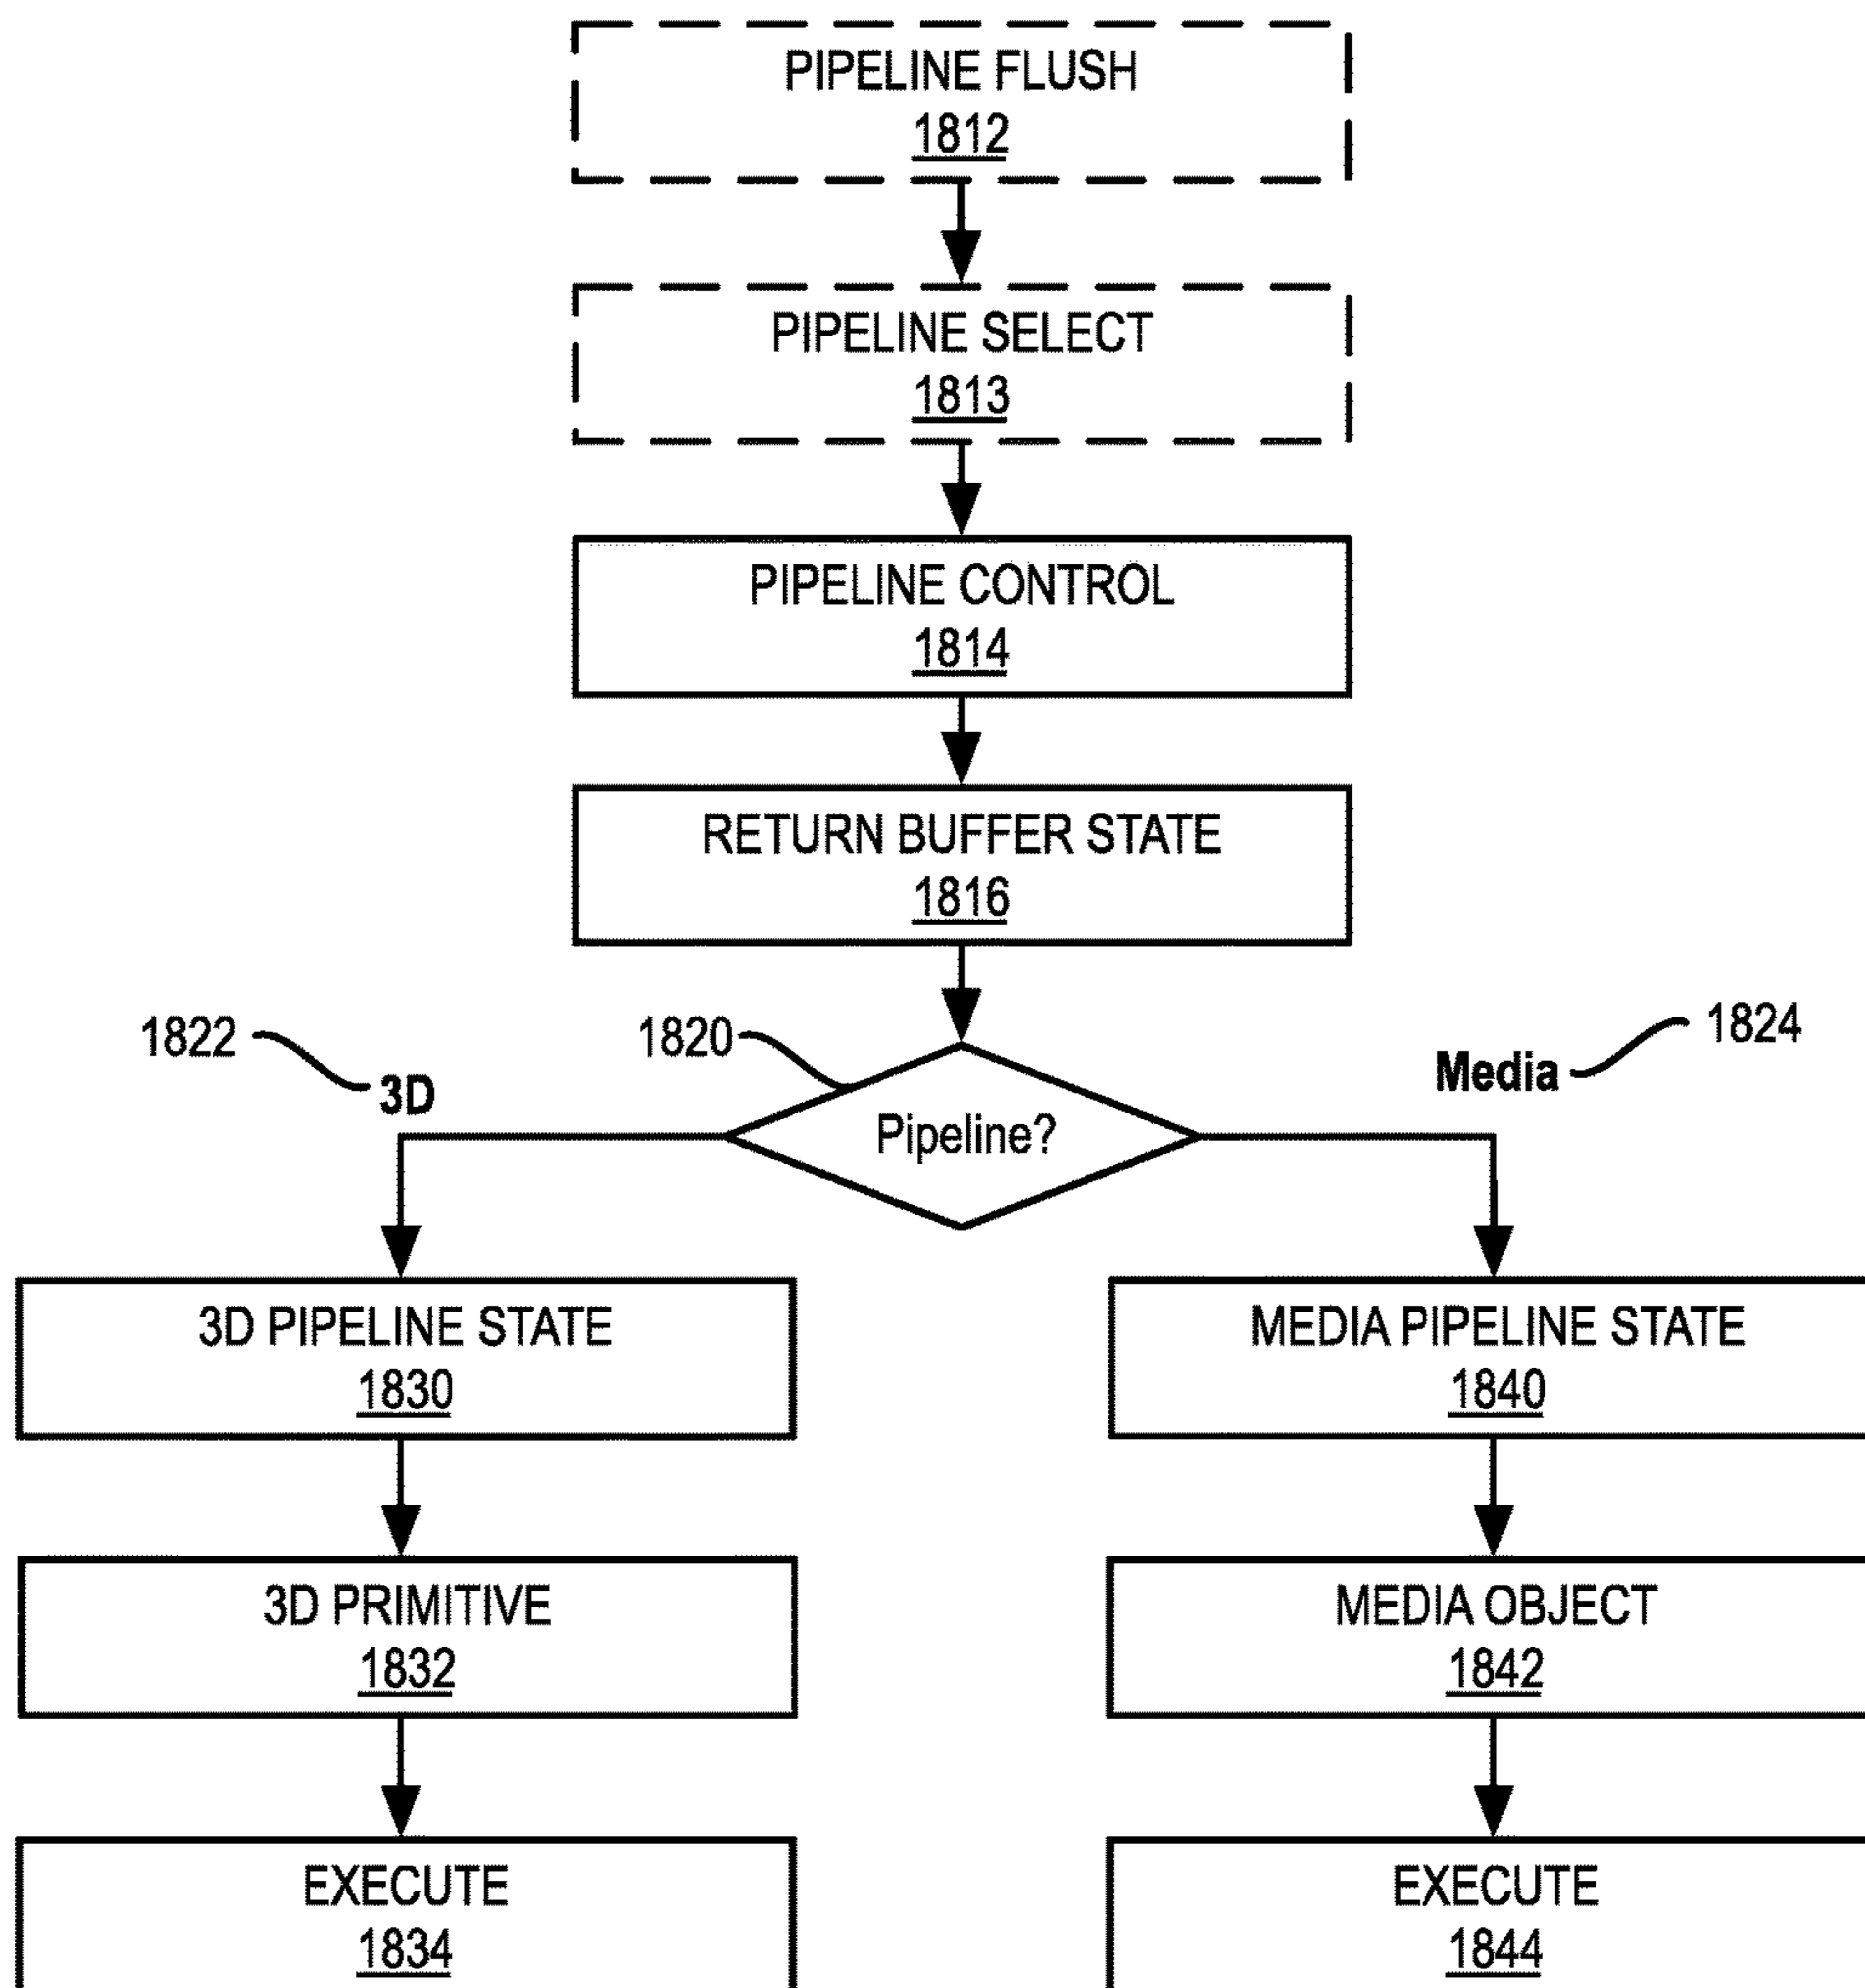 PIPELINE FLUSH
1812
PIPELINE SELECT
1813
PIPELINE CONTROL
1814
RETURN BUFFER STATE
1816
1822
1820
1824
3D
Media
Pipeline?
3D PIPELINE STATE
1830
MEDIA PIPELINE STATE
1840
3D PRIMITIVE
1832
MEDIA OBJECT
1842
EXECUTE
1834
EXECUTE
1844